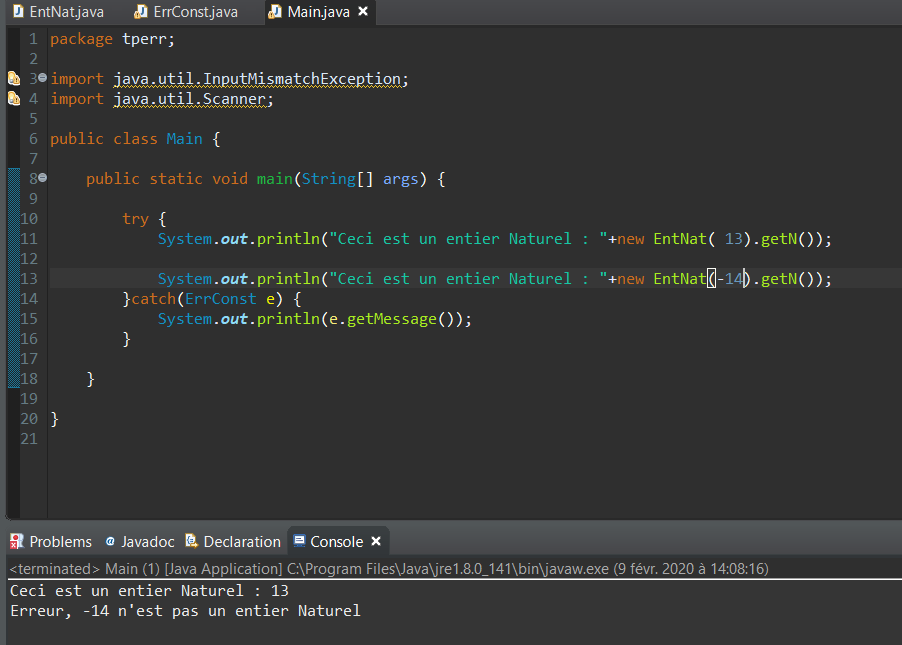 EntNat.java ErrConst.java Main.java
1 package tperr;
2
3 import java.util.InputMismatchException;
4 import java.util.Scanner;
5
6 public class Main {
7
8     public static void main(String[] args) {
9
10         try {
11             System.out.println("Ceci est un entier Naturel : "+new EntNat( 13).getN());
12
13             System.out.println("Ceci est un entier Naturel : "+new EntNat(-14).getN());
14         }catch(ErrConst e) {
15             System.out.println(e.getMessage());
16         }
17
18     }
19
20 }
21
Problems @ Javadoc Declaration Console
<terminated> Main (1) [Java Application] C:\Program Files\Java\jre1.8.0_141\bin\javaw.exe (9 févr. 2020 à 14:08:16)
Ceci est un entier Naturel : 13
Erreur, -14 n'est pas un entier Naturel